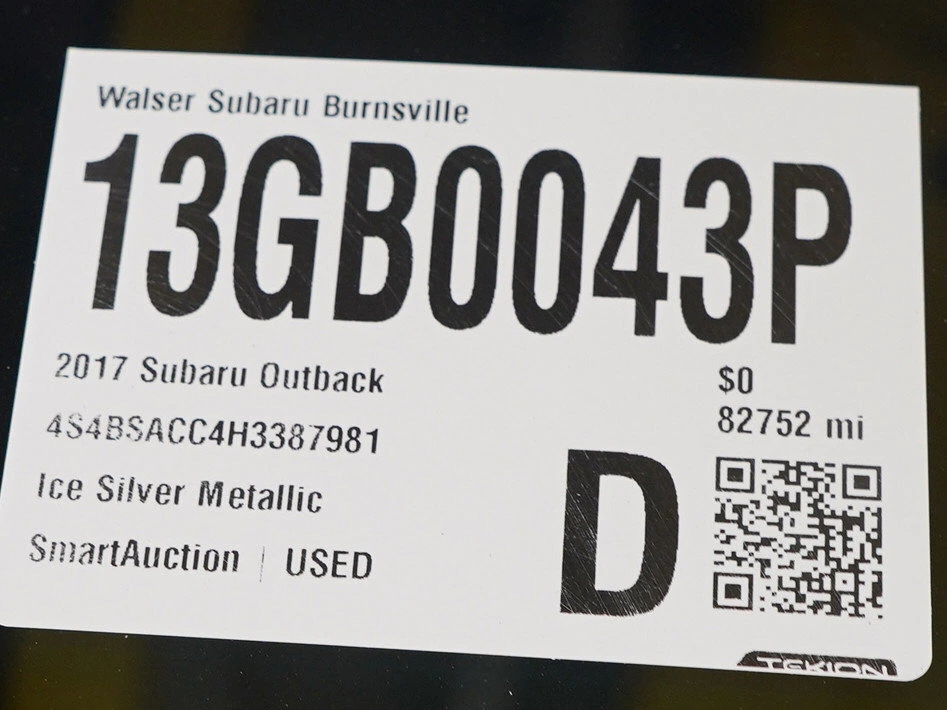 Walser Subaru Burnsville
13GB0043P
2017 Subaru Outback
$0
4S4BSACC4H3387981
82752 mi
Ice Silver Metallic
D
SmartAuction | USED
TEKION